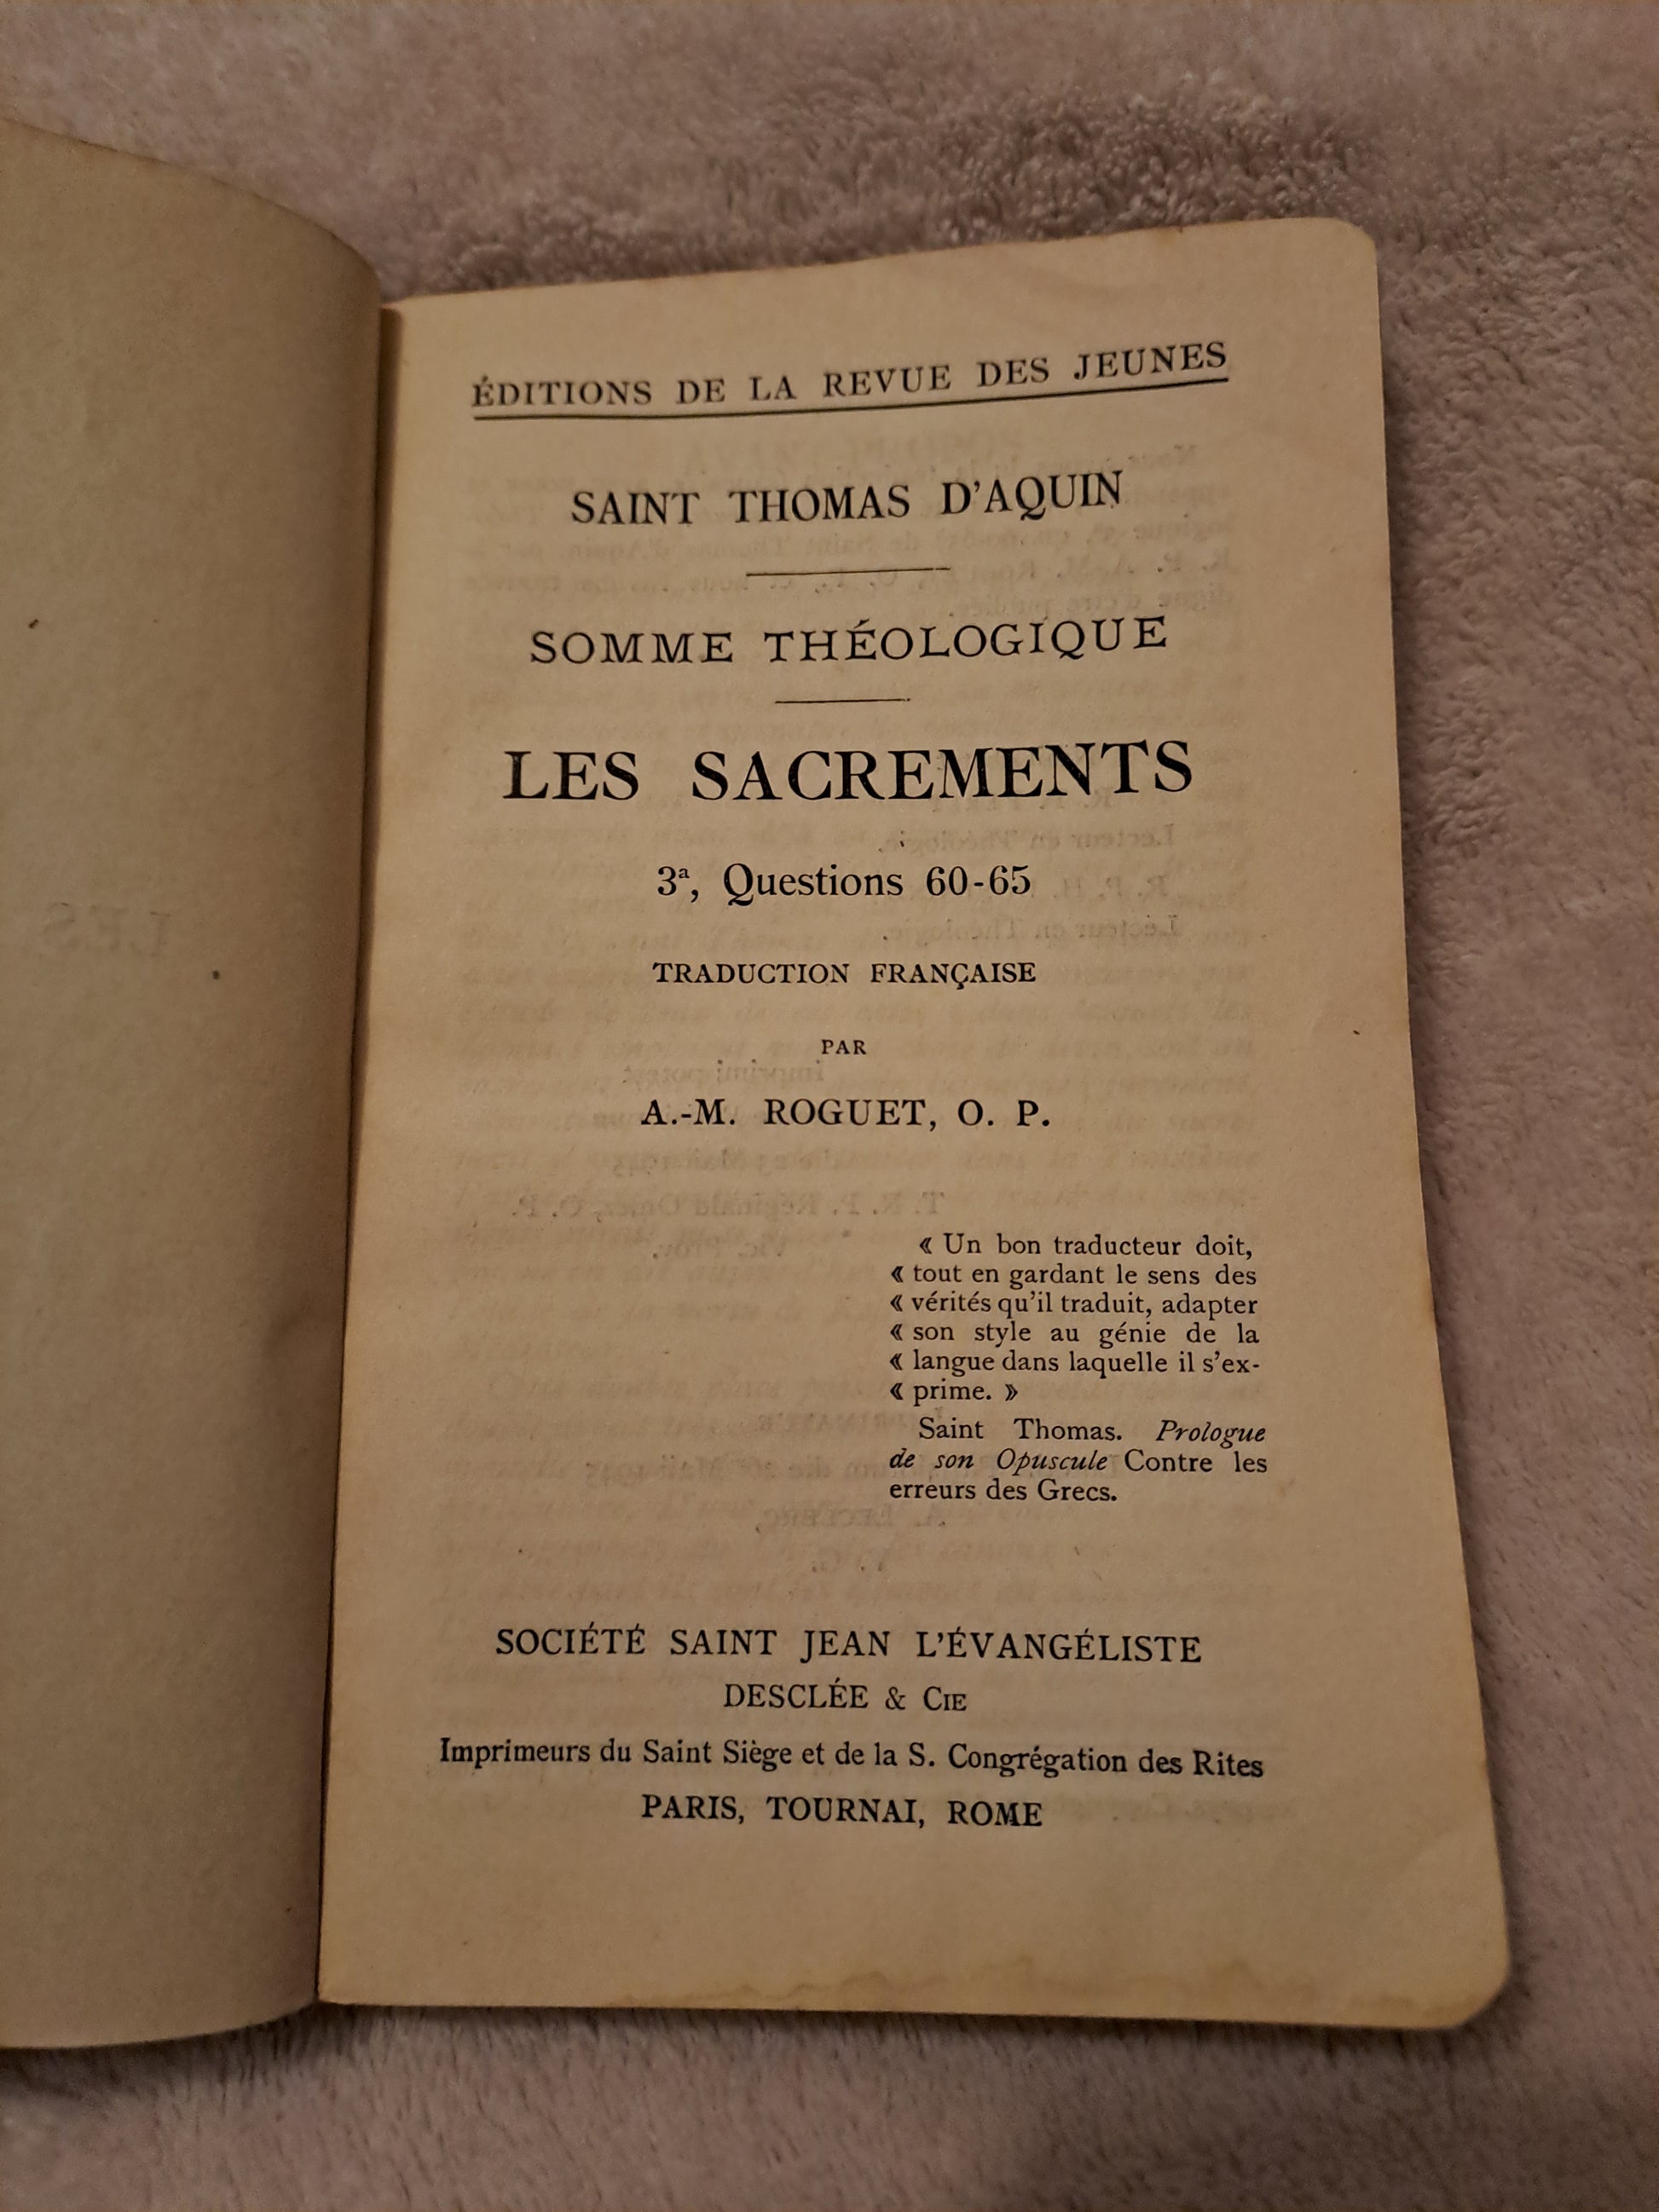 ÉDITIONS DE LA REVUE DES JEUNES
SAINT THOMAS D'AQUIN
SOMME THÉOLOGIQUE
LES SACREMENTS
3ª, Questions 60-65
TRADUCTION FRANÇAISE
PAR
A.-M. ROGUET, O. P.
« Un bon traducteur doit,
« tout en gardant le sens des
« vérités qu'il traduit, adapter
« son style au génie de la
« langue dans laquelle il s'ex-
« prime. »
Saint Thomas. Prologue
de son Opuscule Contre les
erreurs des Grecs.
SOCIÉTÉ SAINT JEAN L'ÉVANGÉLISTE
DESCLÉE & CIE
Imprimeurs du Saint Siège et de la S. Congrégation des Rites
PARIS, TOURNAI, ROME